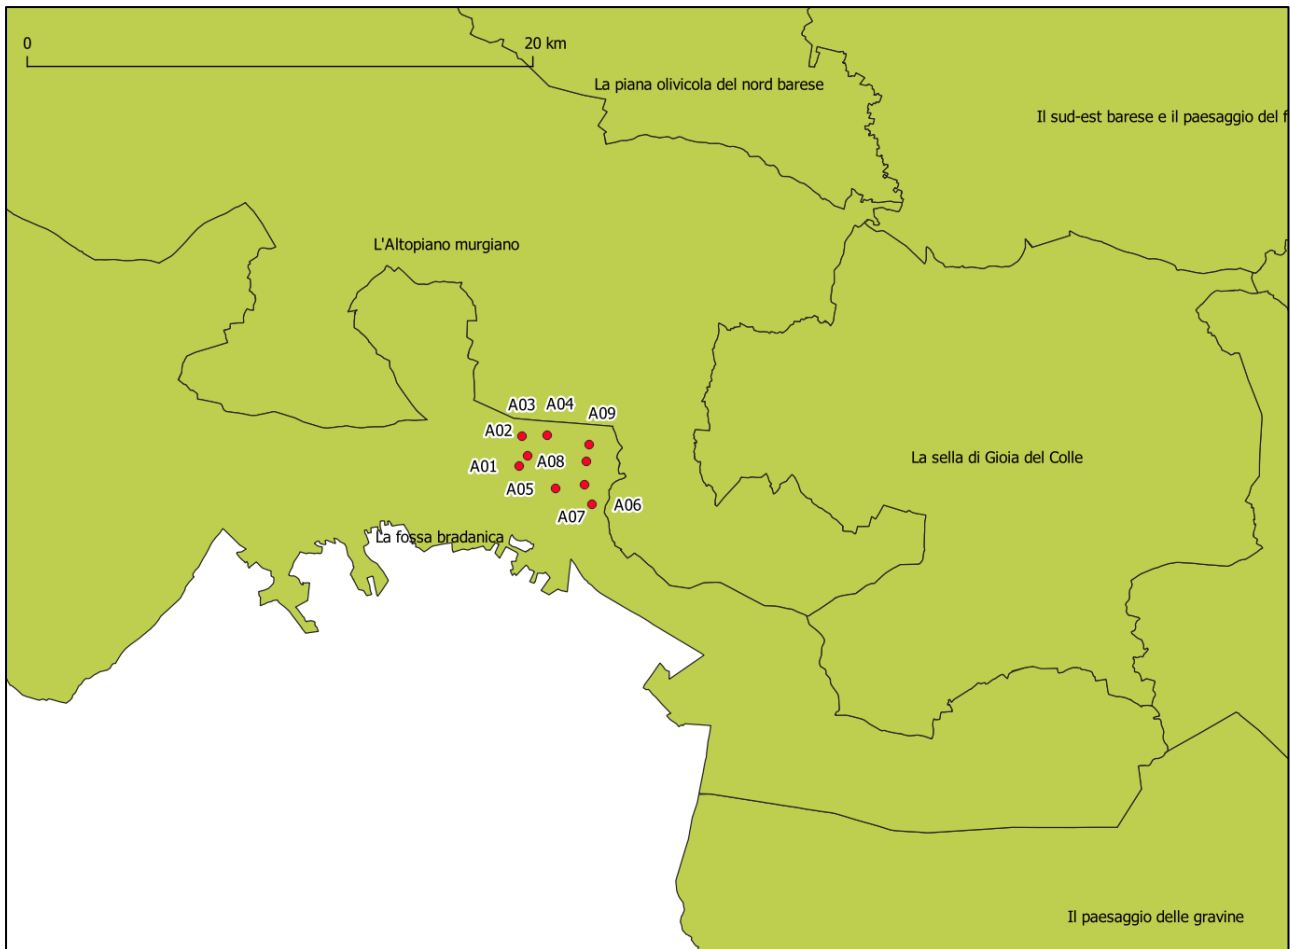 0 20 km
La piana olivicola del nord barese
Il sud-est barese e il paesaggio del f
L'Altopiano murgiano
A03 A04
A09
A02
A01
A08
La sella di Gioia del Colle
A05
A06
A07
La fossa bradanica
Il paesaggio delle gravine